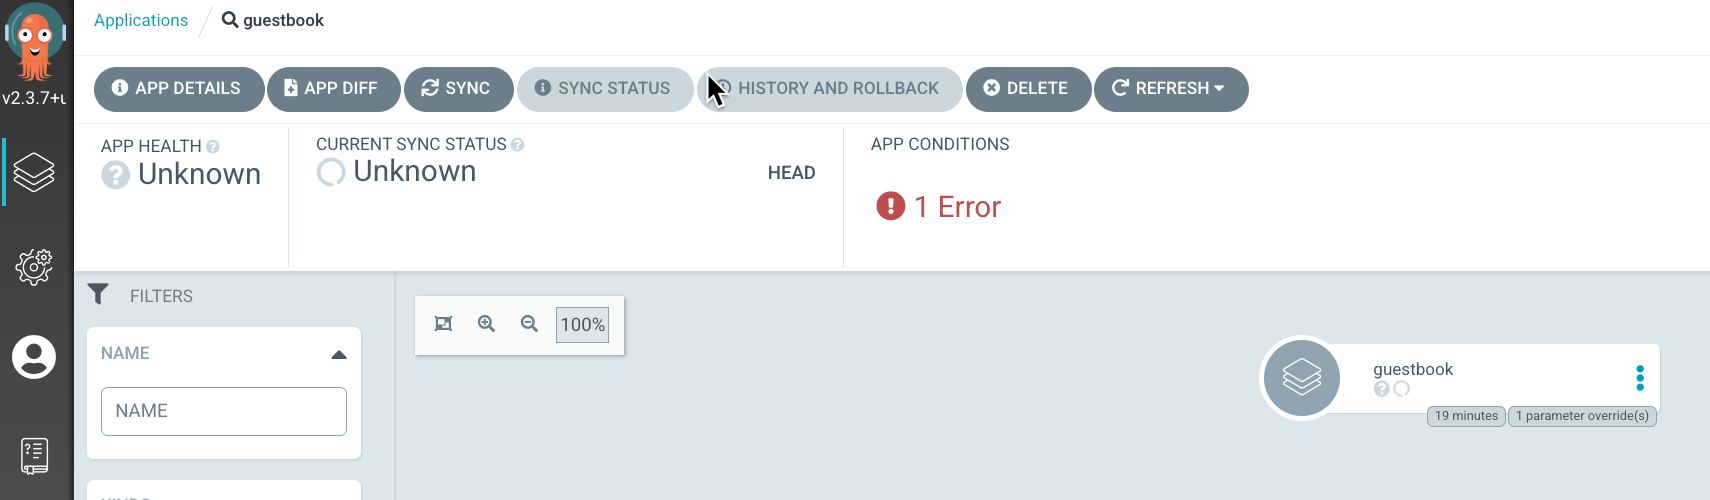 Applications / guestbook
v2.3.7+u
APP DETAILS APP DIFF SYNC SYNC STATUS HISTORY AND ROLLBACK DELETE REFRESH
APP HEALTH
Unknown
CURRENT SYNC STATUS
Unknown HEAD
APP CONDITIONS
1 Error
FILTERS
NAME
NAME
100%
guestbook
19 minutes 1 parameter override(s)